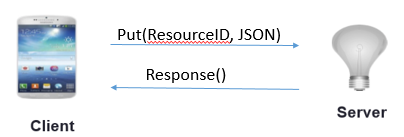 Put(ResourceID, JSON)
Response()
Client
Server